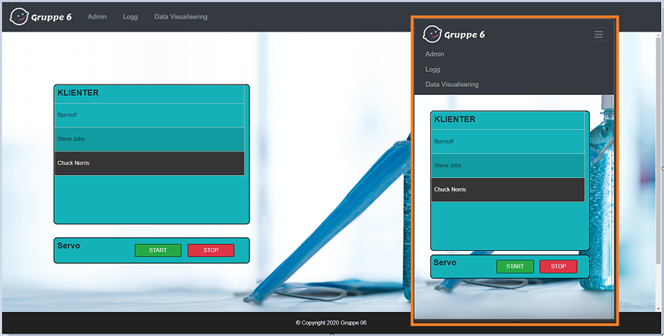 Gruppe 6 Admin Logg Data Visualisering
KLIENTER
Bjørnulf
Steve Jobs
Chuck Norris
Servo START STOP
© Copyright 2020 Gruppe 06
Gruppe 6
Admin
Logg
Data Visualisering
KLIENTER
Bjørnulf
Steve Jobs
Chuck Norris
Servo START STOP